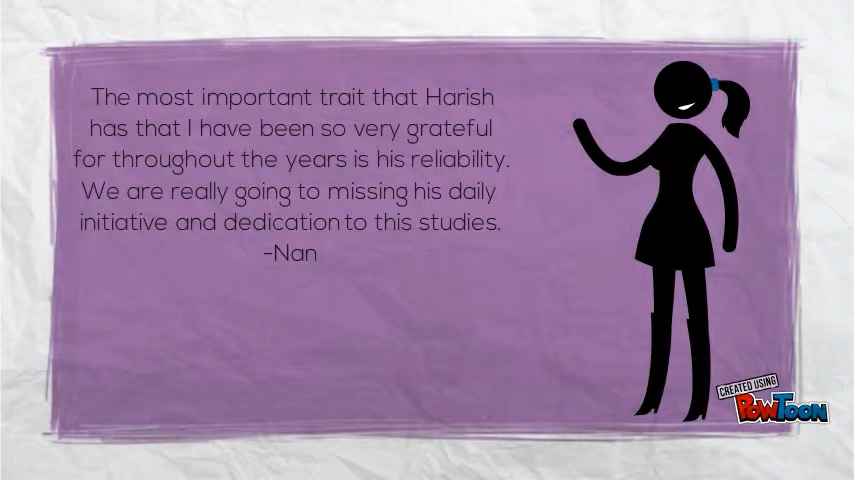 The most important trait that Harish
has that I have been so very grateful
for throughout the years is his reliability.
We are really going to missing his daily
initiative and dedication to this studies.
-Nan
CREATED USING
POWTOON